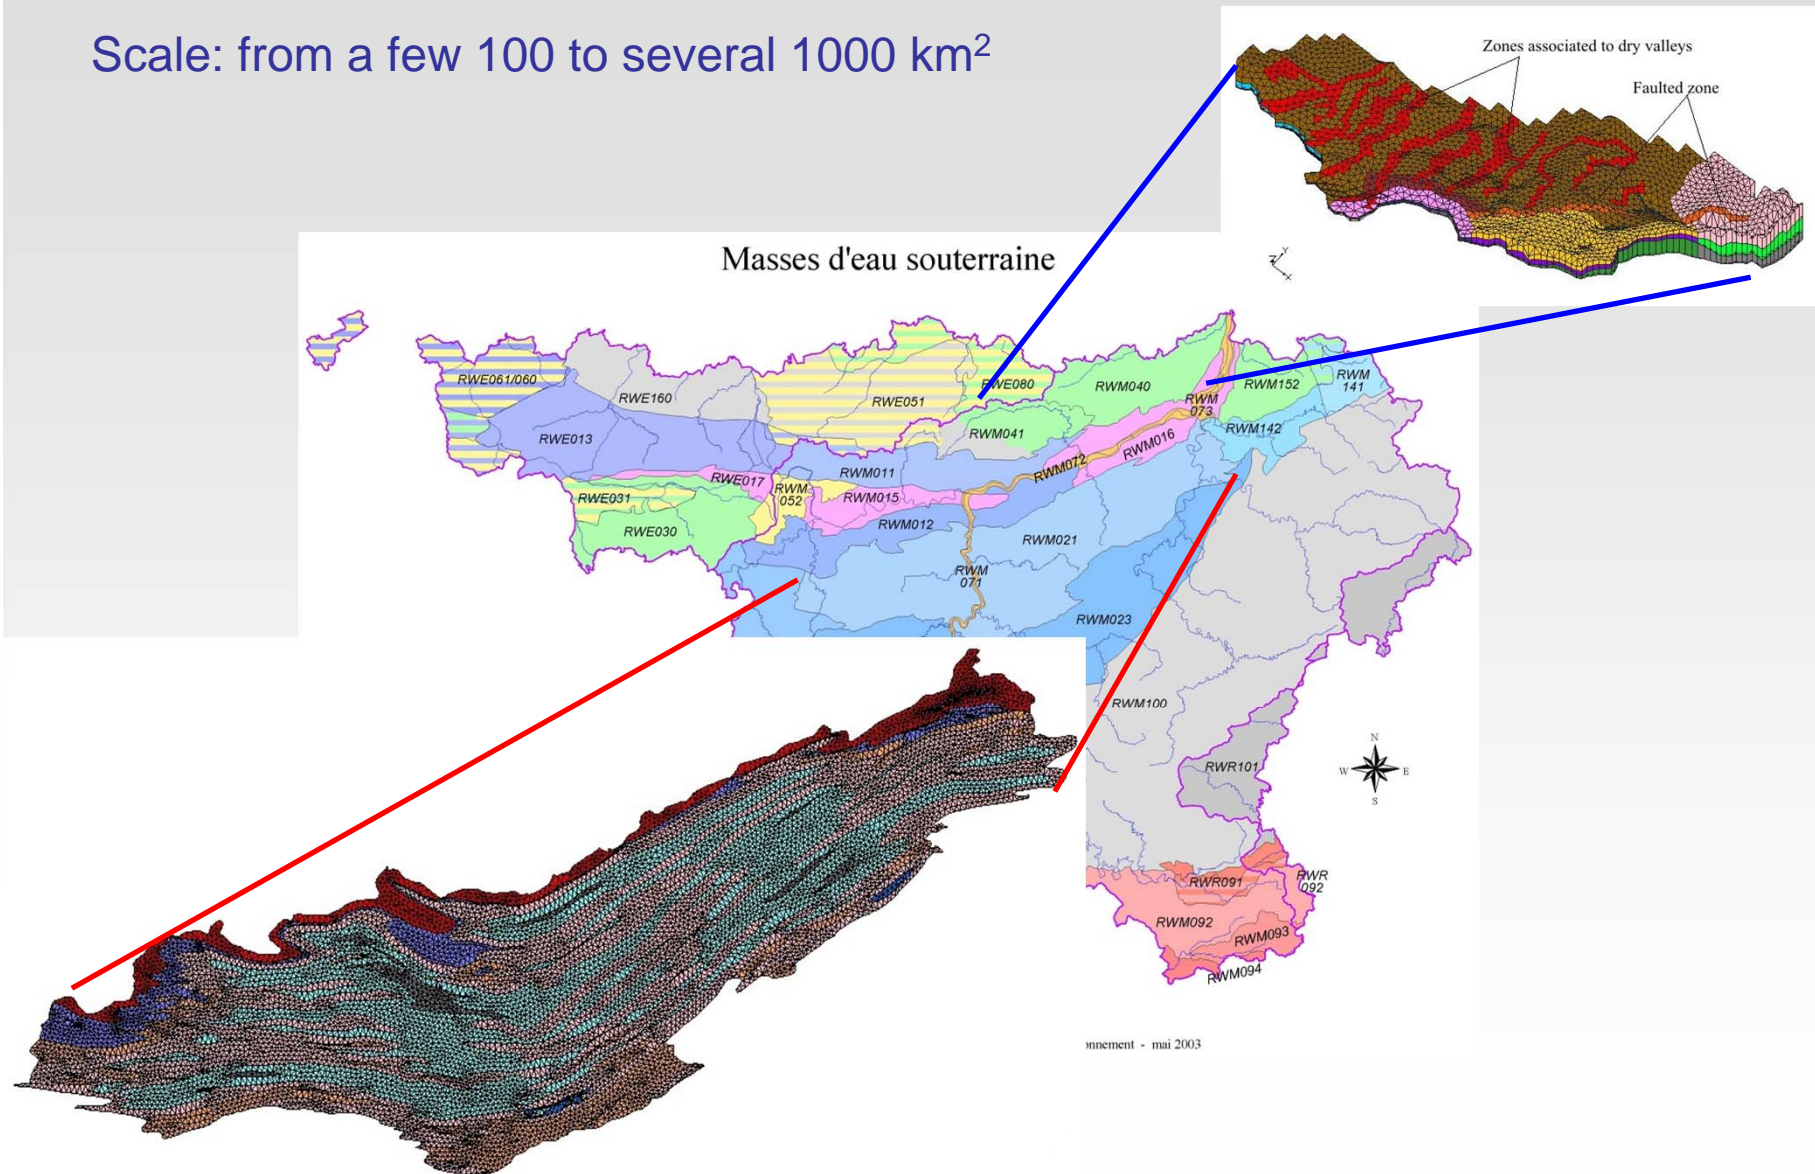 Scale: from a few 100 to several 1000 km²
Zones associated to dry valleys
Faulted zone
Y
Z
X
Masses d'eau souterraine
RWE061/060
RWE160
RWE051
RWE080
RWM040
RWM
073
RWM152
RWM
141
RWE013
RWM041
RWM142
RWM016
RWM072
RWM011
RWE017
RWM
052
RWM015
RWE031
RWE030
RWM012
RWM021
RWM
071
RWM023
RWM100
RWR101
N
W
E
S
RWR091
RWR
092
RWM092
RWM093
RWM094
onnement - mai 2003